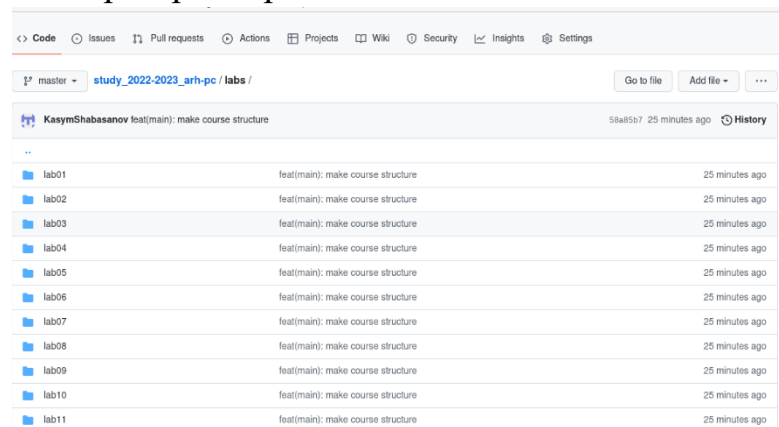 <> Code Issues Pull requests Actions Projects Wiki Security Insights Settings
master study_2022-2023_arh-pc / labs / Go to file Add file ...
KasymShabasanov feat(main): make course structure 58a85b7 25 minutes ago History
..
lab01 feat(main): make course structure 25 minutes ago
lab02 feat(main): make course structure 25 minutes ago
lab03 feat(main): make course structure 25 minutes ago
lab04 feat(main): make course structure 25 minutes ago
lab05 feat(main): make course structure 25 minutes ago
lab06 feat(main): make course structure 25 minutes ago
lab07 feat(main): make course structure 25 minutes ago
lab08 feat(main): make course structure 25 minutes ago
lab09 feat(main): make course structure 25 minutes ago
lab10 feat(main): make course structure 25 minutes ago
lab11 feat(main): make course structure 25 minutes ago